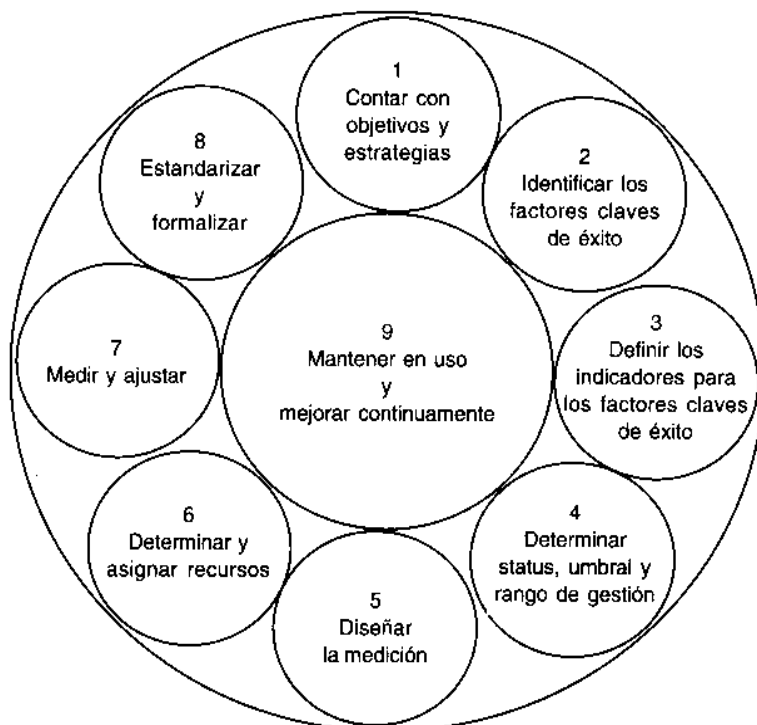 1
Contar con
objetivos y
estrategias
2
Identificar los
factores claves
de éxito
3
Definir los
indicadores para
los factores claves
de éxito
4
Determinar
status, umbral y
rango de gestión
5
Diseñar
la medición
6
Determinar y
asignar recursos
7
Medir y ajustar
8
Estandarizar
y
formalizar
9
Mantener en uso
y
mejorar continuamente